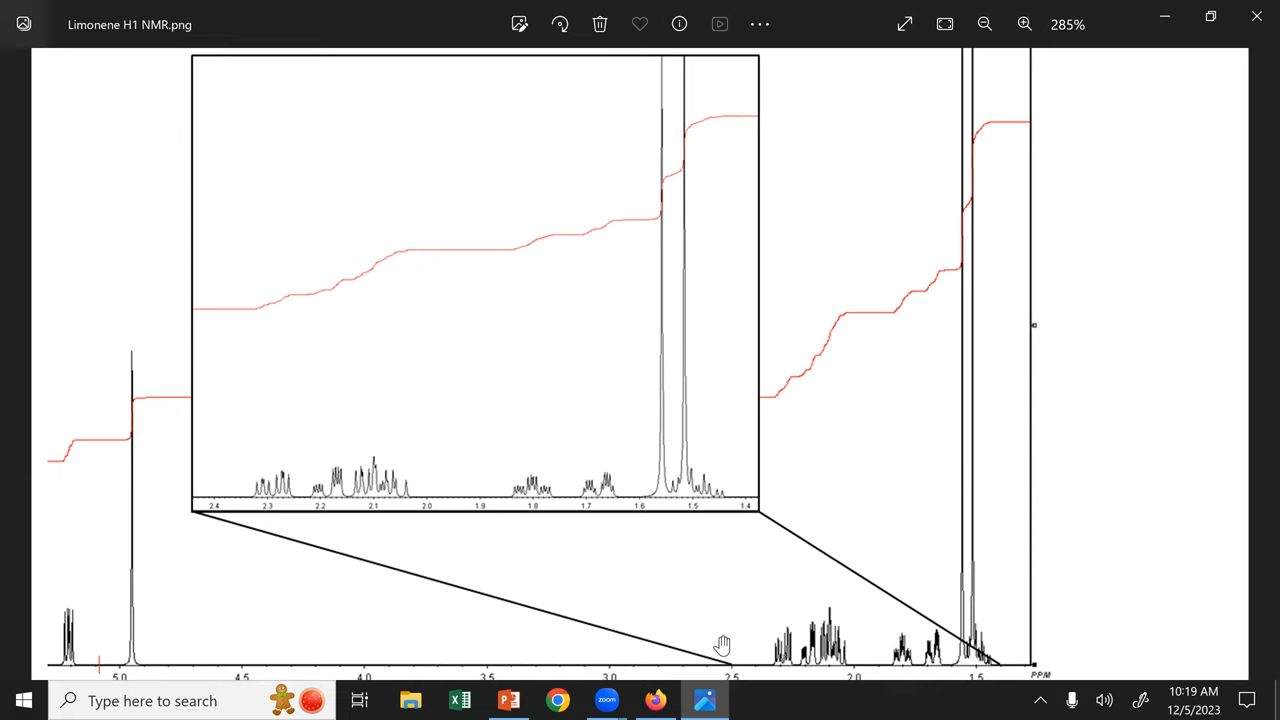 Limonene H1 NMR.png
285%
2.4 2.3 2.2 2.1 2.0 1.9 1.8 1.7 1.6 1.5 1.4
5.0 4.5 4.0 3.5 3.0 2.5 2.0 1.5 PPM
Type here to search
zoom
10:19 AM
12/5/2023